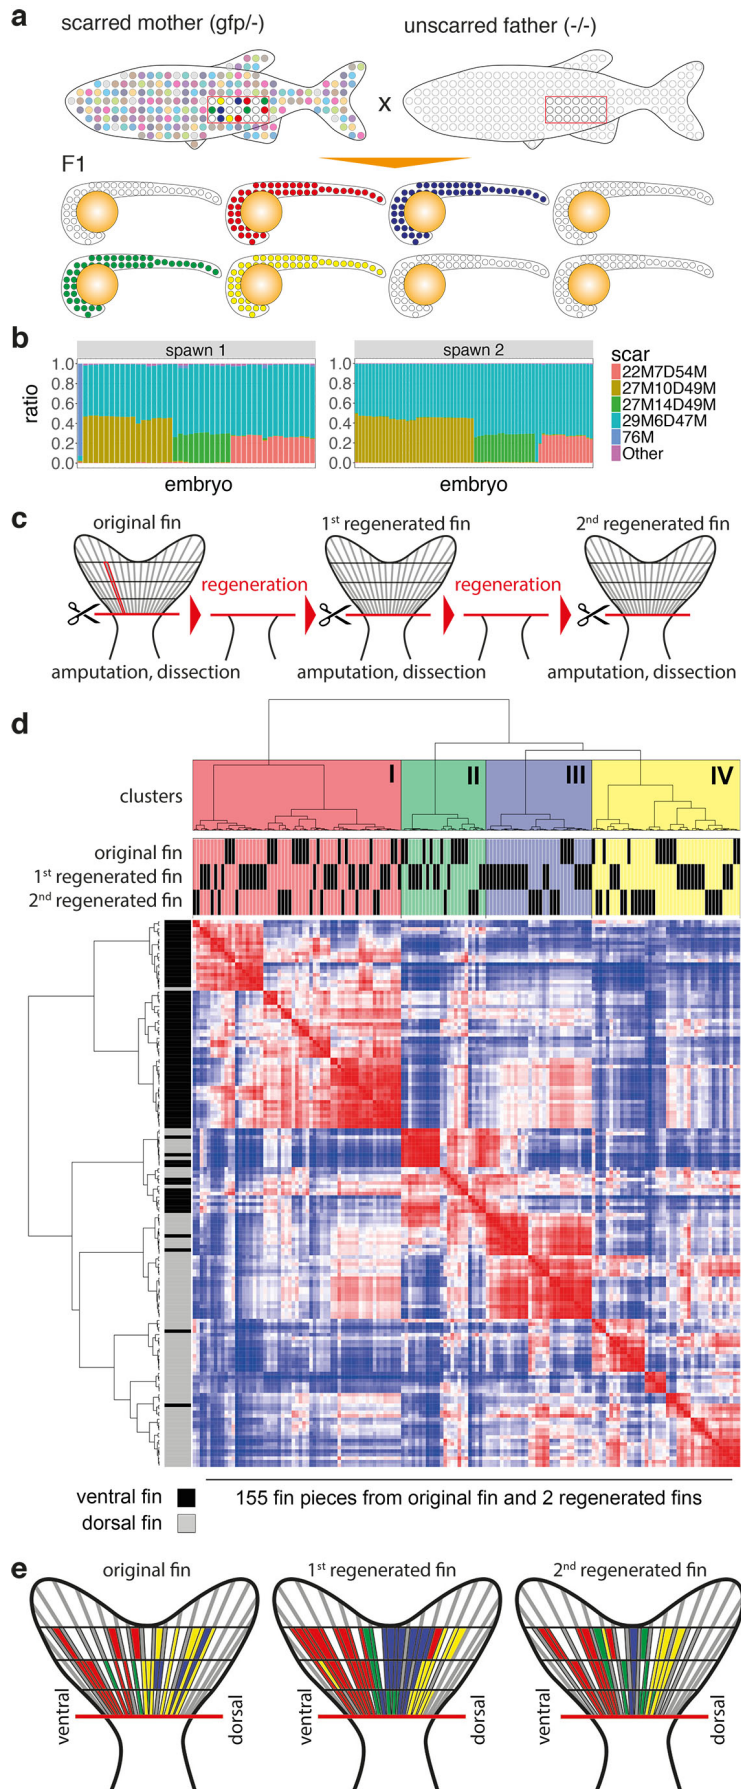 a
scarred mother (gfp/-)
unscarred father (-/-)
x
F1
b
spawn 1
spawn 2
scar
1.0
0.8
0.6
0.4
0.2
0.0
ratio
1.0
0.8
0.6
0.4
0.2
0.0
22M7D54M
27M10D49M
27M14D49M
29M6D47M
76M
Other
embryo
embryo
c
original fin
1st regenerated fin
2nd regenerated fin
regeneration
regeneration
amputation, dissection
amputation, dissection
amputation, dissection
d
clusters
I
II
III
IV
original fin
1st regenerated fin
2nd regenerated fin
ventral fin
dorsal fin
155 fin pieces from original fin and 2 regenerated fins
e
original fin
1st regenerated fin
2nd regenerated fin
ventral
dorsal
ventral
dorsal
ventral
dorsal